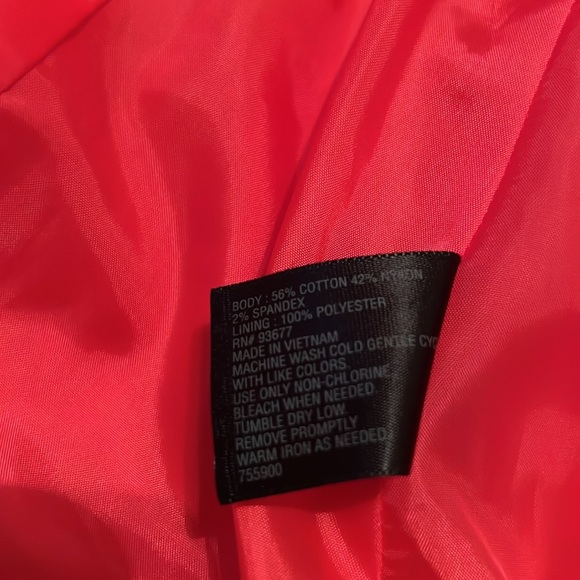 BODY : 56% COTTON 42% NYLON
2% SPANDEX
LINING : 100% POLYESTER
RN# 93677
MADE IN VIETNAM
MACHINE WASH COLD GENTLE CYC
WITH LIKE COLORS.
USE ONLY NON-CHLORINE
BLEACH WHEN NEEDED.
TUMBLE DRY LOW.
REMOVE PROMPTLY
WARM IRON AS NEEDED.
755900